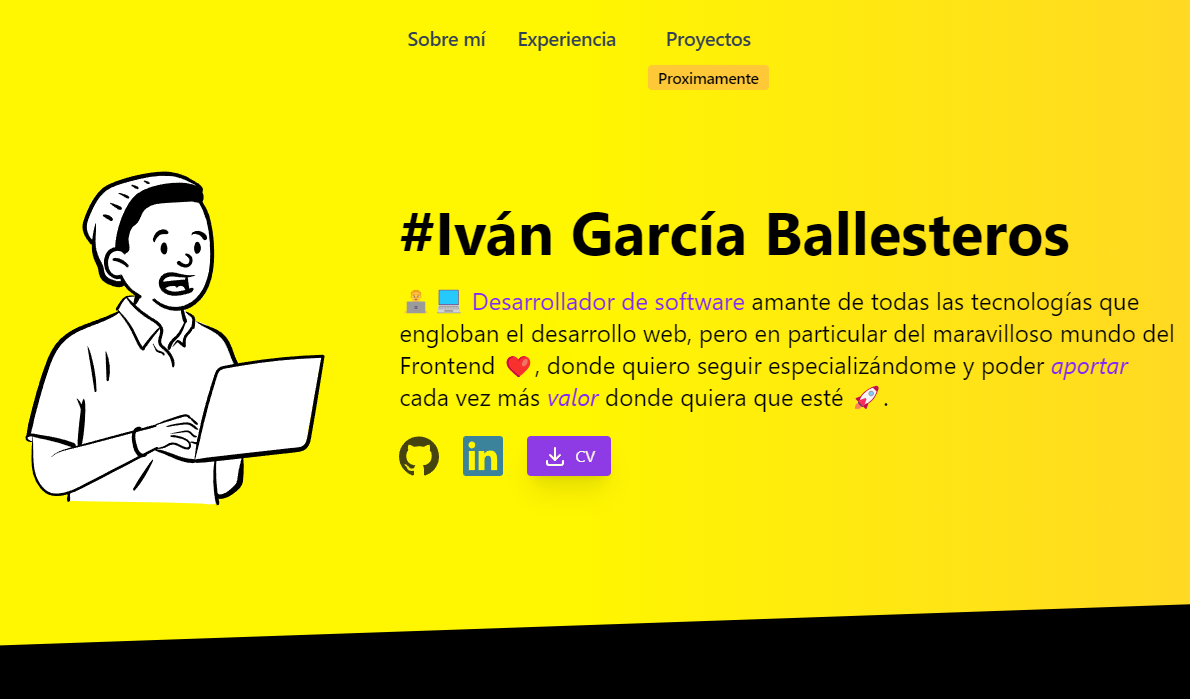 Sobre mí Experiencia Proyectos
Proximamente
#Iván García Ballesteros
🧑‍💻 💻 Desarrollador de software amante de todas las tecnologías que
engloban el desarrollo web, pero en particular del maravilloso mundo del
Frontend ❤️, donde quiero seguir especializándome y poder aportar
cada vez más valor donde quiera que esté 🚀.
in CV